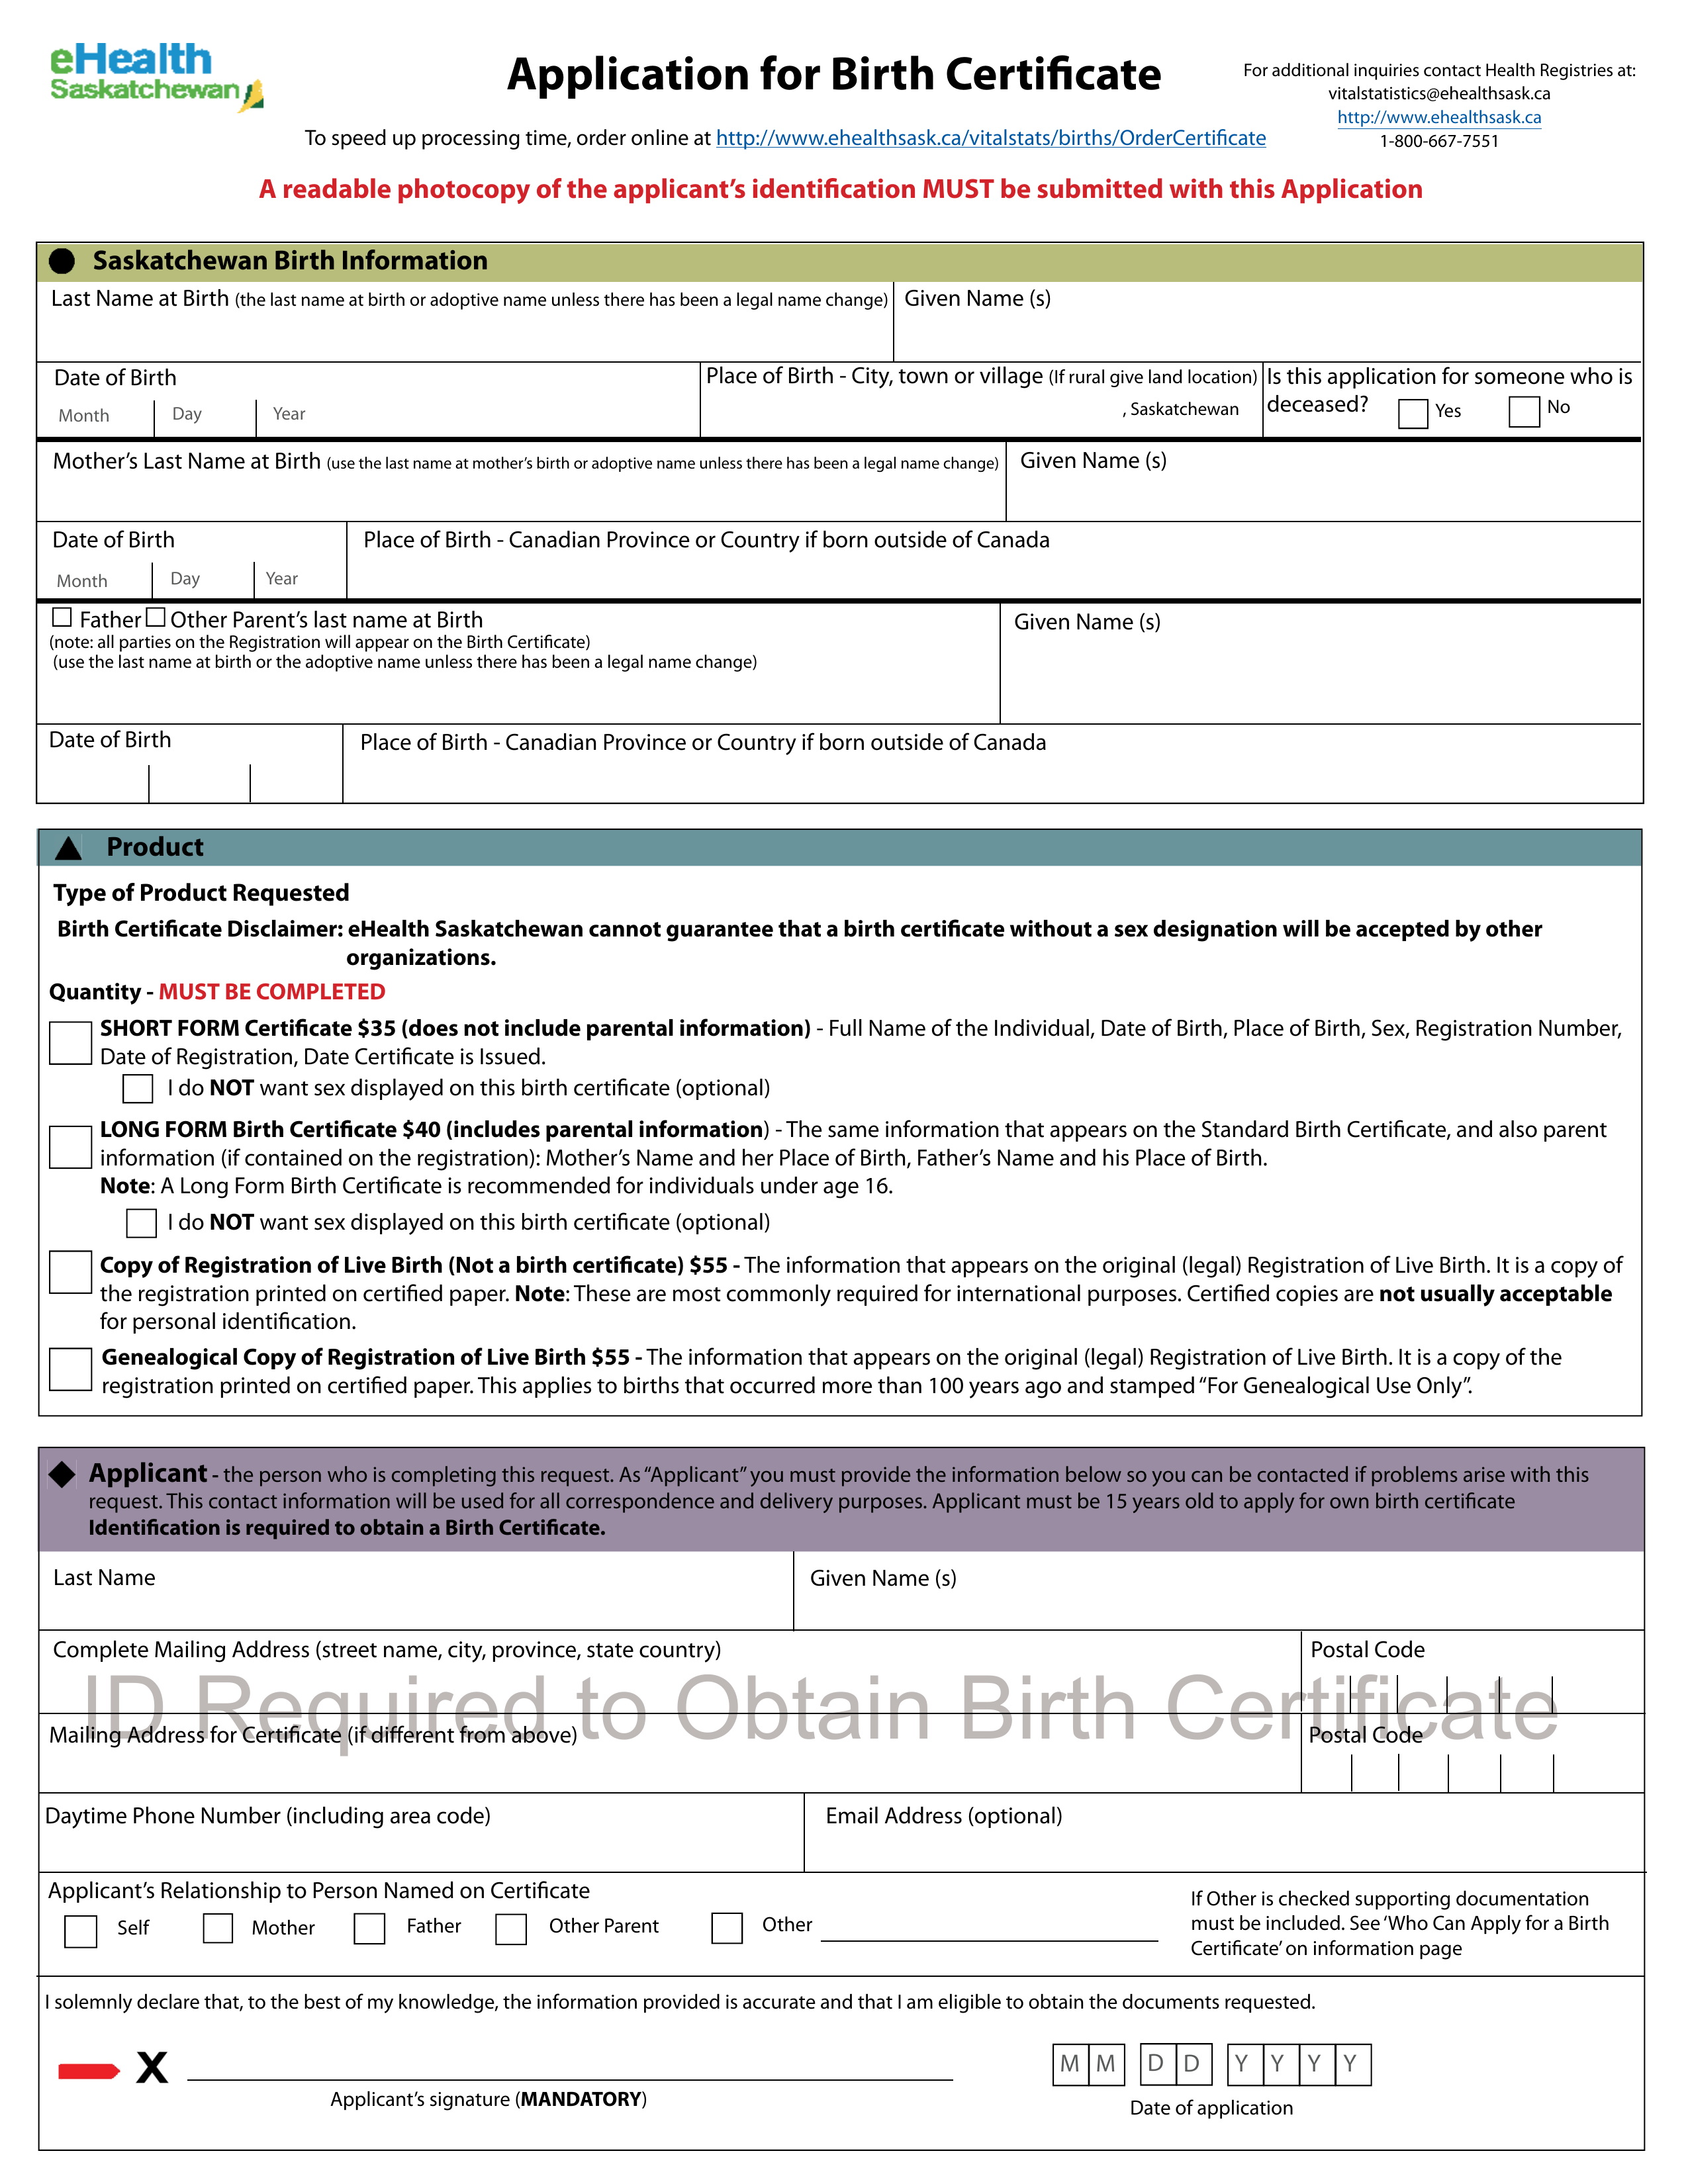 eHealth
Saskatchewan
Application for Birth Certificate
For additional inquiries contact Health Registries at:
vitalstatistics@ehealthsask.ca
http://www.ehealthsask.ca
1-800-667-7551
To speed up processing time, order online at http://www.ehealthsask.ca/vitalstats/births/OrderCertificate
A readable photocopy of the applicant’s identification MUST be submitted with this Application
Saskatchewan Birth Information
Last Name at Birth (the last name at birth or adoptive name unless there has been a legal name change)
Given Name (s)
Date of Birth
Month Day Year
Place of Birth - City, town or village (If rural give land location)
, Saskatchewan
Is this application for someone who is
deceased? Yes No
Mother’s Last Name at Birth (use the last name at mother’s birth or adoptive name unless there has been a legal name change)
Given Name (s)
Date of Birth
Month Day Year
Place of Birth - Canadian Province or Country if born outside of Canada
Father Other Parent’s last name at Birth
(note: all parties on the Registration will appear on the Birth Certificate)
(use the last name at birth or the adoptive name unless there has been a legal name change)
Given Name (s)
Date of Birth
Place of Birth - Canadian Province or Country if born outside of Canada
Product
Type of Product Requested
Birth Certificate Disclaimer: eHealth Saskatchewan cannot guarantee that a birth certificate without a sex designation will be accepted by other
organizations.
Quantity - MUST BE COMPLETED
SHORT FORM Certificate $35 (does not include parental information) - Full Name of the Individual, Date of Birth, Place of Birth, Sex, Registration Number,
Date of Registration, Date Certificate is Issued.
I do NOT want sex displayed on this birth certificate (optional)
LONG FORM Birth Certificate $40 (includes parental information) - The same information that appears on the Standard Birth Certificate, and also parent
information (if contained on the registration): Mother’s Name and her Place of Birth, Father’s Name and his Place of Birth.
Note: A Long Form Birth Certificate is recommended for individuals under age 16.
I do NOT want sex displayed on this birth certificate (optional)
Copy of Registration of Live Birth (Not a birth certificate) $55 - The information that appears on the original (legal) Registration of Live Birth. It is a copy of
the registration printed on certified paper. Note: These are most commonly required for international purposes. Certified copies are not usually acceptable
for personal identification.
Genealogical Copy of Registration of Live Birth $55 - The information that appears on the original (legal) Registration of Live Birth. It is a copy of the
registration printed on certified paper. This applies to births that occurred more than 100 years ago and stamped “For Genealogical Use Only”.
Applicant - the person who is completing this request. As “Applicant” you must provide the information below so you can be contacted if problems arise with this
request. This contact information will be used for all correspondence and delivery purposes. Applicant must be 15 years old to apply for own birth certificate
Identification is required to obtain a Birth Certificate.
Last Name
Given Name (s)
Complete Mailing Address (street name, city, province, state country)
Postal Code
ID Required to Obtain Birth Certificate
Mailing Address for Certificate (if different from above)
Postal Code
Daytime Phone Number (including area code)
Email Address (optional)
Applicant’s Relationship to Person Named on Certificate
Self Mother Father Other Parent Other
If Other is checked supporting documentation
must be included. See ‘Who Can Apply for a Birth
Certificate’ on information page
I solemnly declare that, to the best of my knowledge, the information provided is accurate and that I am eligible to obtain the documents requested.
X
M M D D Y Y Y Y
Applicant’s signature (MANDATORY)
Date of application